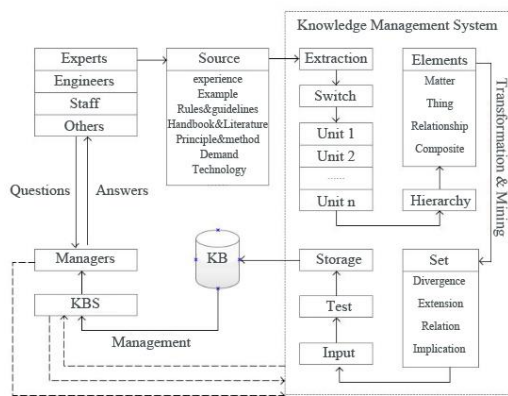 Knowledge Management System
Experts
Engineers
Staff
Others
Source
experience
Example
Rules&guidelines
Handbook&Literature
Principle&method
Demand
Technology
......
Extraction
Switch
Unit 1
Unit 2
......
Unit n
Elements
Matter
Thing
Relationship
Composite
Hierarchy
Transformation & Mining
Questions
Answers
Managers
KBS
Management
KB
Storage
Test
Input
Set
Divergence
Extension
Relation
Implication